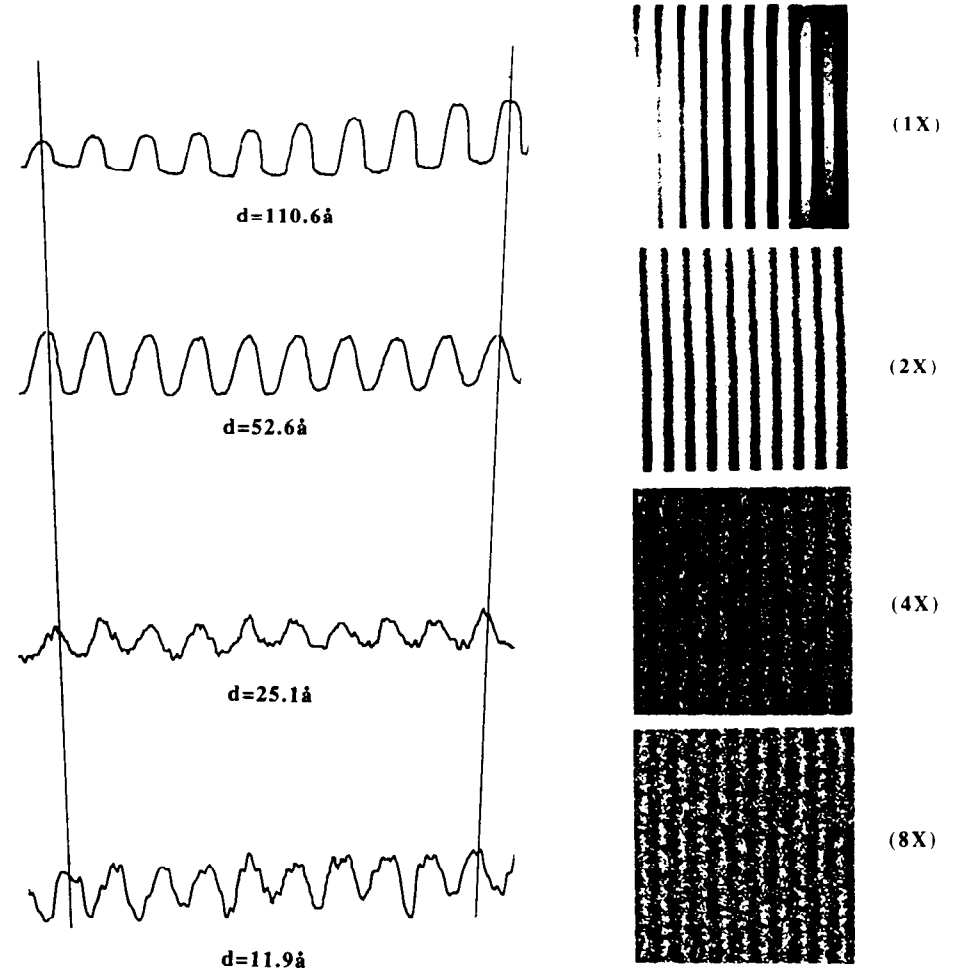 (1X)
d=110.6å
(2X)
d=52.6å
(4X)
d=25.1å
(8X)
d=11.9å